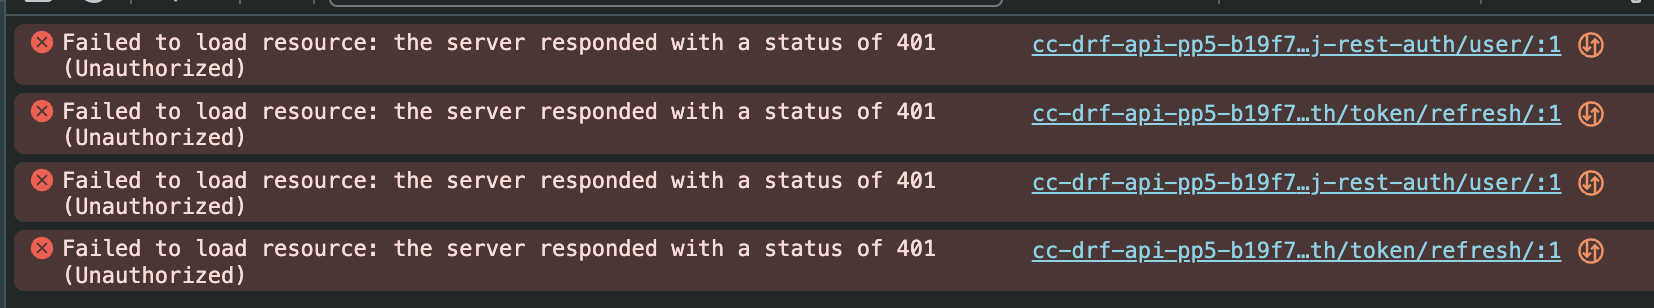 Failed to load resource: the server responded with a status of 401 cc-drf-api-pp5-b19f7…j-rest-auth/user/:1
(Unauthorized)
Failed to load resource: the server responded with a status of 401 cc-drf-api-pp5-b19f7…th/token/refresh/:1
(Unauthorized)
Failed to load resource: the server responded with a status of 401 cc-drf-api-pp5-b19f7…j-rest-auth/user/:1
(Unauthorized)
Failed to load resource: the server responded with a status of 401 cc-drf-api-pp5-b19f7…th/token/refresh/:1
(Unauthorized)